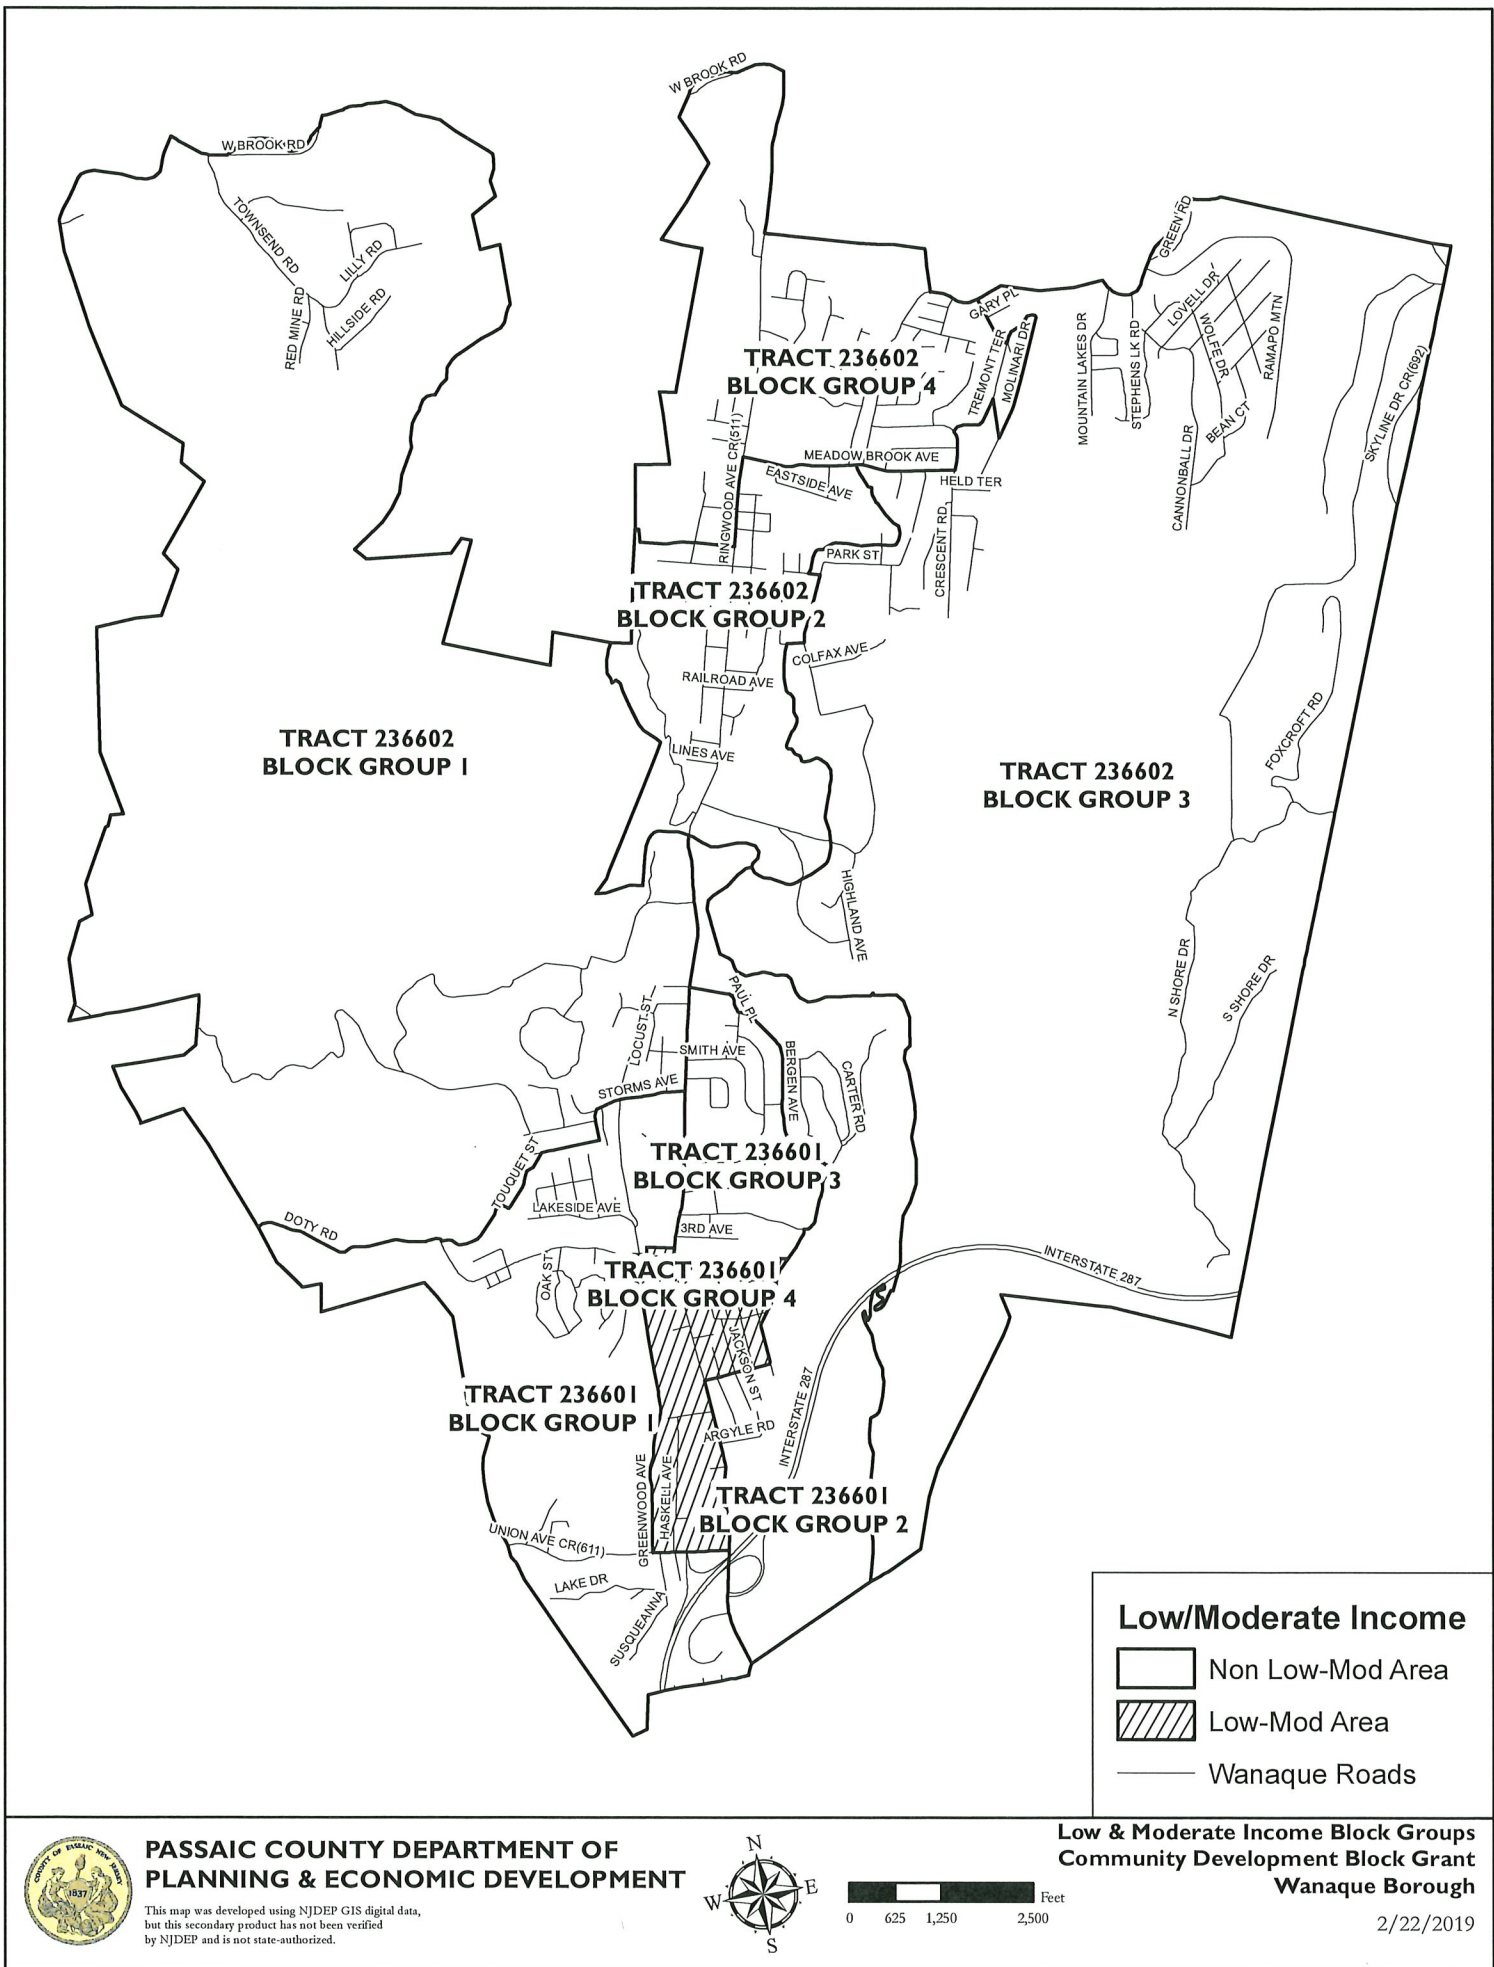 W BROOK RD
W BROOK RD
GREEN RD
TOWNSEND RD
LILLY RD
HILLSIDE RD
RED MINE RD
GARY PL
LOVELL DR
WOLFE DR
RAMAPO MTN
MOUNTAIN LAKES DR
STEPHENS LK RD
TREMONT TER
MOLINARI DR
SKYLINE DR CR(692)
TRACT 236602
BLOCK GROUP 4
BEAN CT
CANNONBALL DR
RINGWOOD AVE CR(511)
MEADOW BROOK AVE
EASTSIDE AVE
HELD TER
CRESCENT RD
PARK ST
TRACT 236602
BLOCK GROUP 2
COLFAX AVE
RAILROAD AVE
LINES AVE
FOXCROFT RD
TRACT 236602
BLOCK GROUP 1
TRACT 236602
BLOCK GROUP 3
HIGHLAND AVE
N SHORE DR
S SHORE DR
PAUL PL
LOCUST ST
SMITH AVE
BERGEN AVE
CARTER RD
STORMS AVE
TRACT 236601
BLOCK GROUP 3
TOUQUET ST
LAKESIDE AVE
3RD AVE
DOTY RD
INTERSTATE 287
OAK ST
TRACT 236601
BLOCK GROUP 4
JACKSON ST
TRACT 236601
BLOCK GROUP 1
ARGYLE RD
INTERSTATE 287
GREENWOOD AVE
HASKELL AVE
TRACT 236601
BLOCK GROUP 2
UNION AVE CR(611)
LAKE DR
SUSQUEANNA
Low/Moderate Income
Non Low-Mod Area
Low-Mod Area
Wanaque Roads
COUNTY OF PASSAIC NEW JERSEY
1837
PASSAIC COUNTY DEPARTMENT OF
PLANNING & ECONOMIC DEVELOPMENT
This map was developed using NJDEP GIS digital data,
but this secondary product has not been verified
by NJDEP and is not state-authorized.
N
W E
S
Feet
0 625 1,250 2,500
Low & Moderate Income Block Groups
Community Development Block Grant
Wanaque Borough
2/22/2019